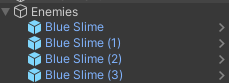 Enemies
Blue Slime
Blue Slime (1)
Blue Slime (2)
Blue Slime (3)